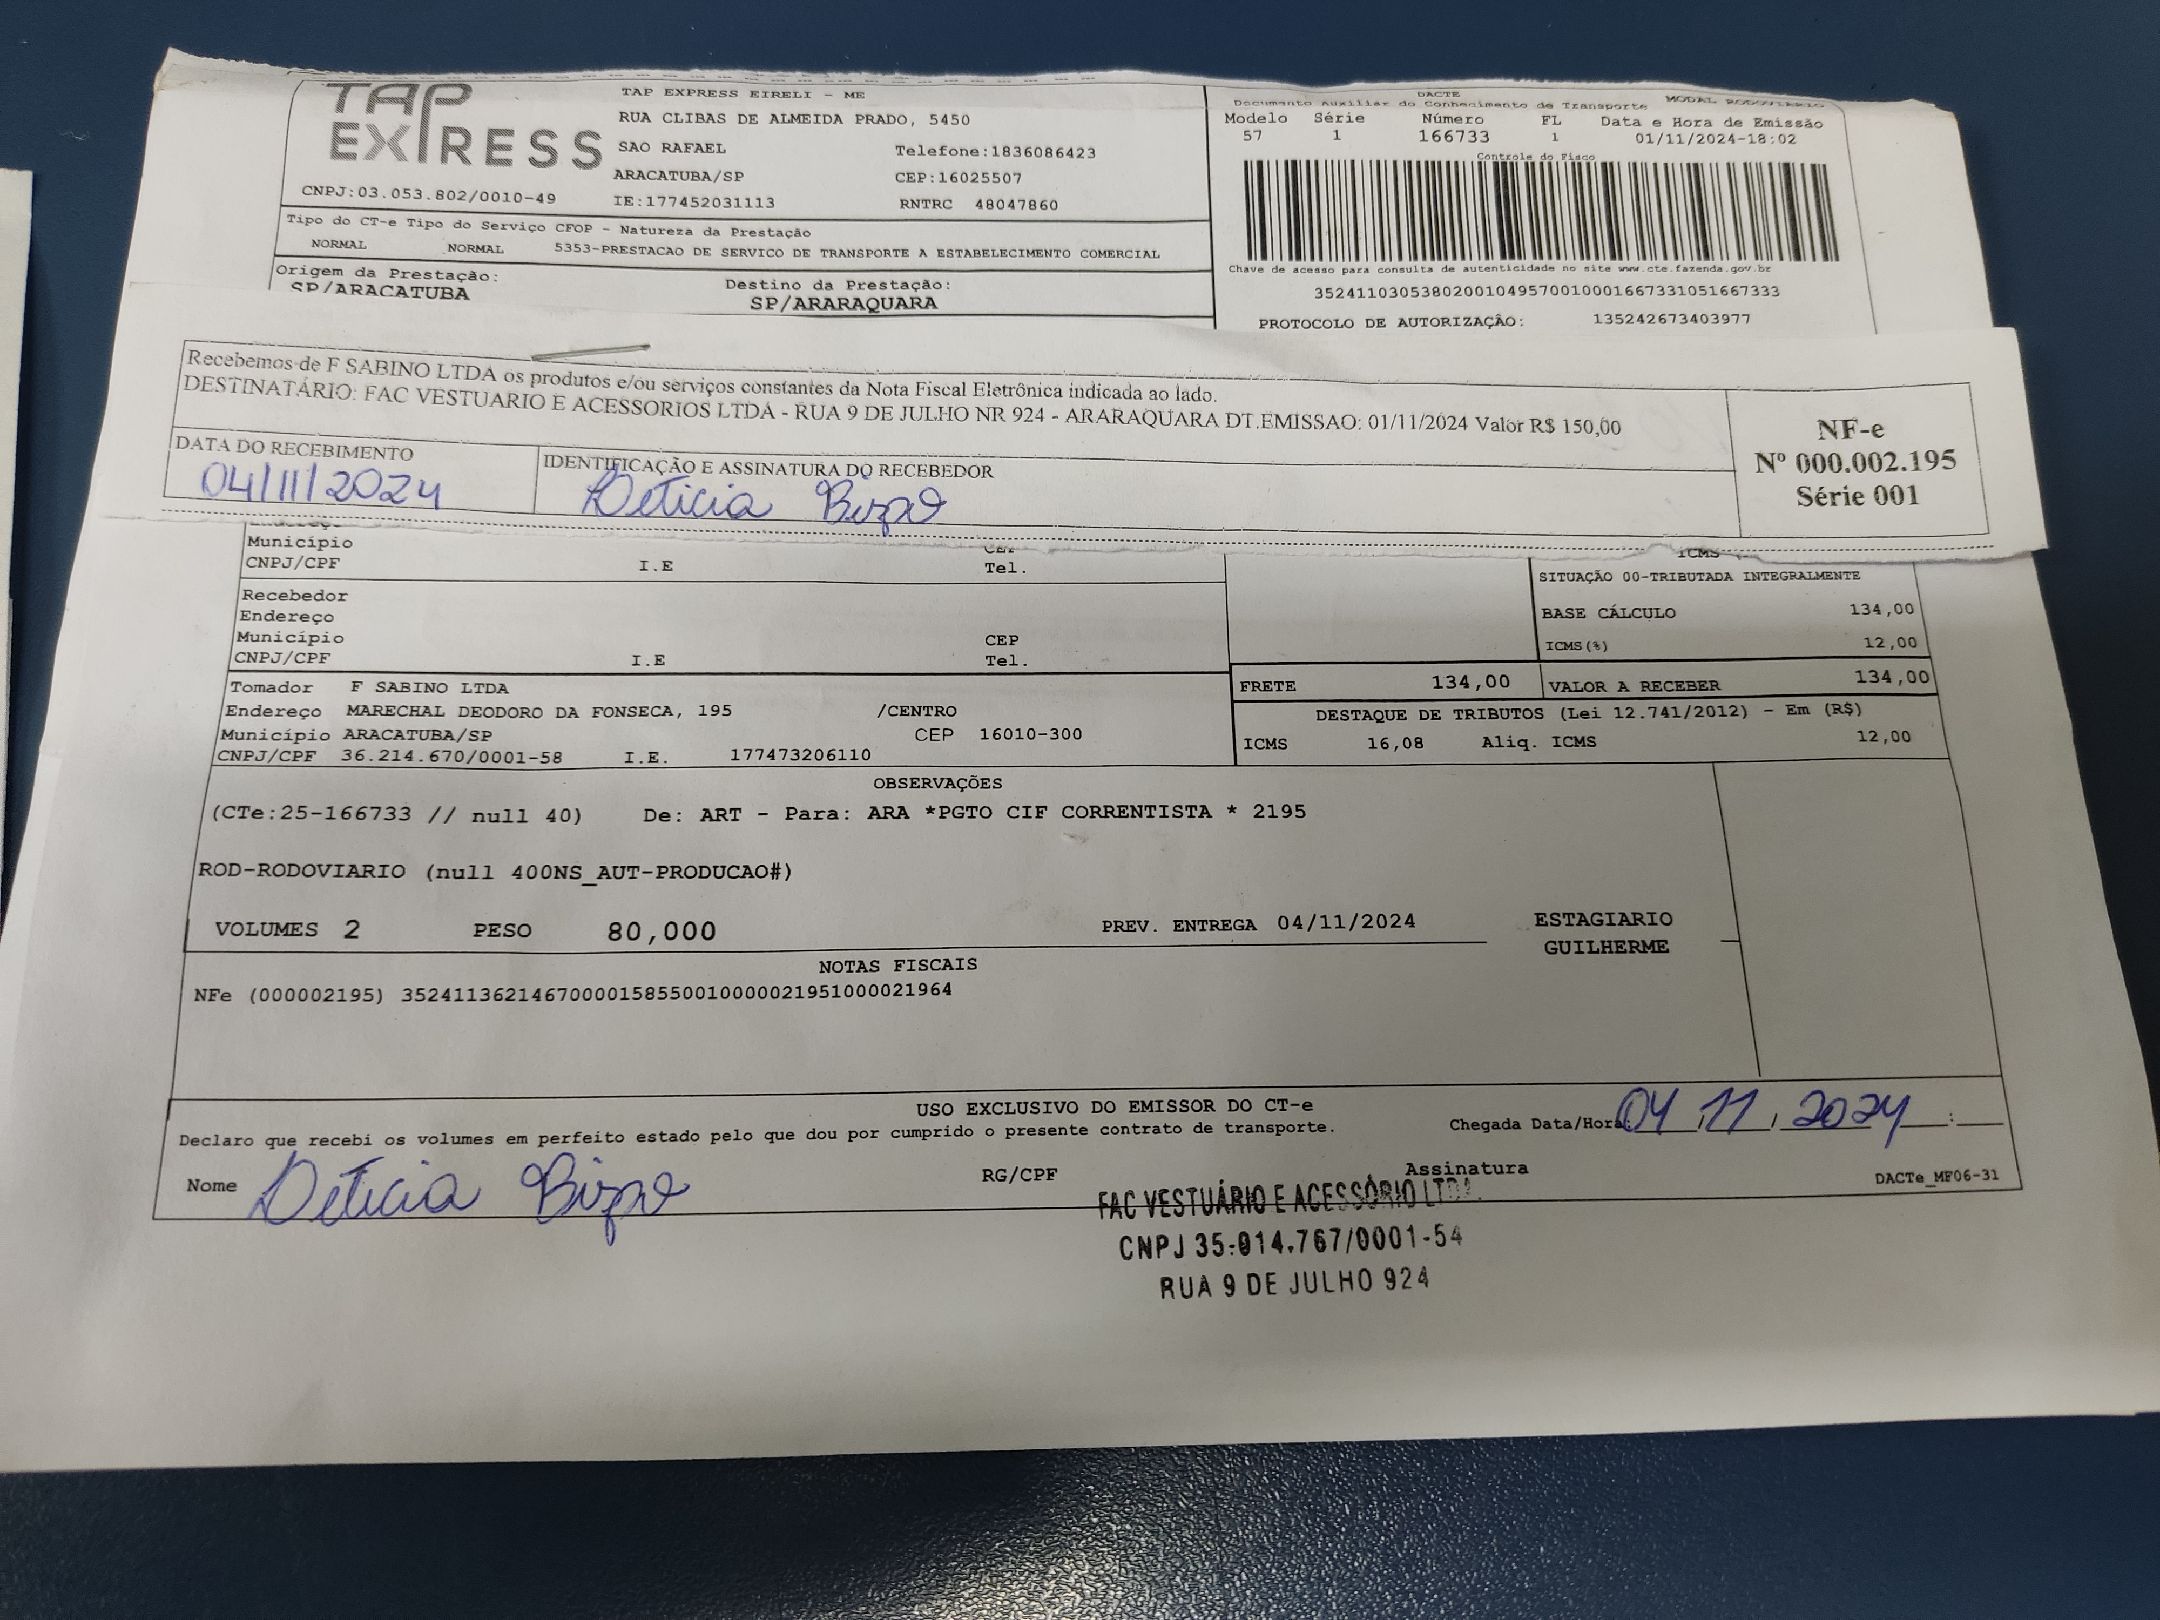 TAP EXPRESS
TAP EXPRESS EIRELI - ME
RUA CLIBAS DE ALMEIDA PRADO, 5450
SAO RAFAEL Telefone:1836086423
ARACATUBA/SP CEP:16025507
CNPJ:03.053.802/0010-49 IE:177452031113 RNTRC 48047860
DACTE
Documento Auxiliar do Conhecimento de Transporte MODAL RODOVIARIO
Modelo Série Número FL Data e Hora de Emissão
57 1 166733 1 01/11/2024-18:02
Controle do Fisco
Tipo do CT-e Tipo do Serviço CFOP - Natureza da Prestação
NORMAL NORMAL 5353-PRESTACAO DE SERVICO DE TRANSPORTE A ESTABELECIMENTO COMERCIAL
Origem da Prestação: Destino da Prestação:
SP/ARACATUBA SP/ARARAQUARA
Chave de acesso para consulta de autenticidade no site www.cte.fazenda.gov.br
35241103053802001049570010001667331051667333
PROTOCOLO DE AUTORIZAÇÃO: 135242673403977
Recebemos de F SABINO LTDA os produtos e/ou serviços constantes da Nota Fiscal Eletrônica indicada ao lado.
DESTINATÁRIO: FAC VESTUARIO E ACESSORIOS LTDA - RUA 9 DE JULHO NR 924 - ARARAQUARA DT.EMISSAO: 01/11/2024 Valor R$ 150,00
DATA DO RECEBIMENTO IDENTIFICAÇÃO E ASSINATURA DO RECEBEDOR
04/11/2024 Leticia
NF-e
Nº 000.002.195
Série 001
Endereço
Município CEP
CNPJ/CPF I.E Tel.
Recebedor
Endereço
Município CEP
CNPJ/CPF I.E Tel.
ICMS
SITUAÇÃO 00-TRIBUTADA INTEGRALMENTE
BASE CÁLCULO 134,00
ICMS(%) 12,00
FRETE 134,00 VALOR A RECEBER 134,00
DESTAQUE DE TRIBUTOS (Lei 12.741/2012) - Em (R$)
ICMS 16,08 Aliq. ICMS 12,00
Tomador F SABINO LTDA
Endereço MARECHAL DEODORO DA FONSECA, 195 /CENTRO
Município ARACATUBA/SP CEP 16010-300
CNPJ/CPF 36.214.670/0001-58 I.E. 177473206110
OBSERVAÇÕES
(CTe:25-166733 // null 40) De: ART - Para: ARA *PGTO CIF CORRENTISTA * 2195
ROD-RODOVIARIO (null 400NS_AUT-PRODUCAO#)
VOLUMES 2 PESO 80,000 PREV. ENTREGA 04/11/2024 ESTAGIARIO
GUILHERME
NOTAS FISCAIS
NFe (000002195) 35241136214670000158550010000021951000021964
USO EXCLUSIVO DO EMISSOR DO CT-e
Declaro que recebi os volumes em perfeito estado pelo que dou por cumprido o presente contrato de transporte. Chegada Data/Hora: 04 11 2024
Nome Leticia RG/CPF Assinatura DACTe_MF06-31
FAC VESTUÁRIO E ACESSÓRIO LTDA.
CNPJ 35.014.767/0001-54
RUA 9 DE JULHO 924